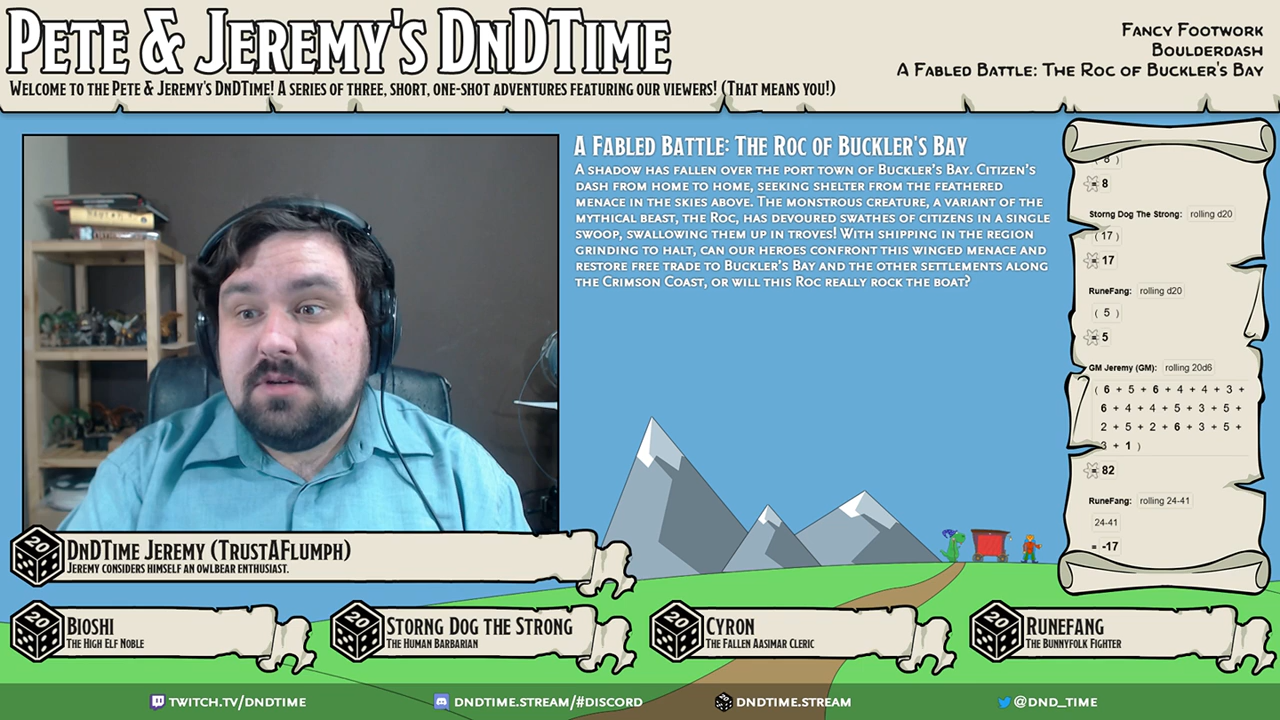 Pete & Jeremy's DnDTime
Welcome to the Pete & Jeremy's DnDTime! A series of three, short, one-shot adventures featuring our viewers! (That means you!)
Fancy Footwork
Boulderdash
A Fabled Battle: The Roc of Buckler's Bay
A Fabled Battle: The Roc of Buckler's Bay
A shadow has fallen over the port town of Buckler's Bay. Citizen's
dash from home to home, seeking shelter from the feathered
menace in the skies above. The monstrous creature, a variant of the
mythical beast, the Roc, has devoured swathes of citizens in a single
swoop, swallowing them up in troves! With shipping in the region
grinding to halt, can our heroes confront this winged menace and
restore free trade to Buckler's Bay and the other settlements along
the Crimson Coast, or will this Roc really rock the boat?
( 8 )
= 8
Storng Dog The Strong: rolling d20
( 17 )
= 17
RuneFang: rolling d20
( 5 )
= 5
GM Jeremy (GM): rolling 20d6
( 6 + 5 + 6 + 4 + 4 + 3 +
6 + 4 + 4 + 5 + 3 + 5 +
2 + 5 + 2 + 6 + 3 + 5 +
3 + 1 )
= 82
RuneFang: rolling 24-41
24-41
= -17
20
DnDTime Jeremy (TrustAFlumph)
Jeremy considers himself an owlbear enthusiast.
20
Bioshi
The High Elf Noble
20
Storng Dog the Strong
The Human Barbarian
20
Cyron
The Fallen Aasimar Cleric
20
Runefang
The Bunnyfolk Fighter
twitch.tv/dndtime
dndtime.stream/#discord
dndtime.stream
@dnd_time